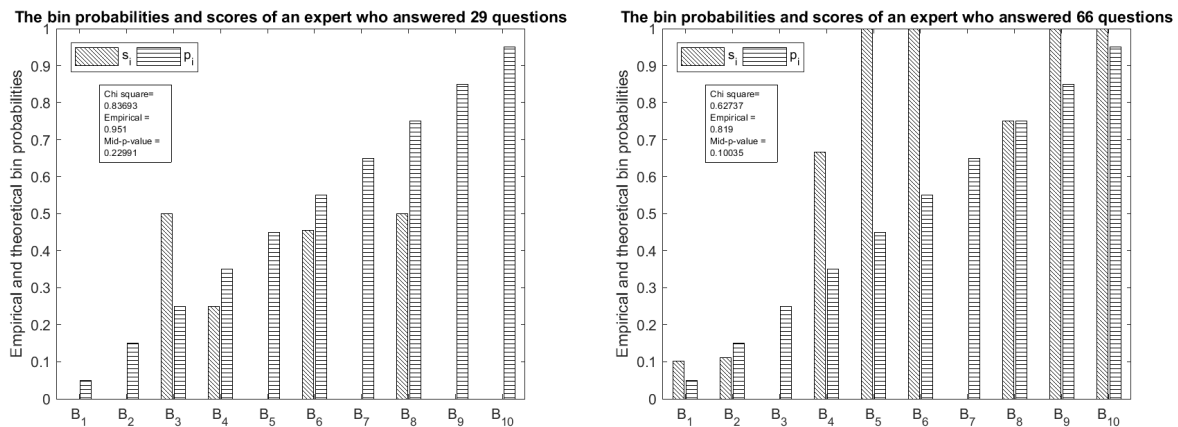 The bin probabilities and scores of an expert who answered 29 questions
Empirical and theoretical bin probabilities
1
0.9
0.8
0.7
0.6
0.5
0.4
0.3
0.2
0.1
0
s_i p_i
Chi square=
0.83693
Empirical =
0.951
Mid-p-value =
0.22991
B_1 B_2 B_3 B_4 B_5 B_6 B_7 B_8 B_9 B_10
The bin probabilities and scores of an expert who answered 66 questions
Empirical and theoretical bin probabilities
1
0.9
0.8
0.7
0.6
0.5
0.4
0.3
0.2
0.1
0
s_i p_i
Chi square=
0.62737
Empirical =
0.819
Mid-p-value =
0.10035
B_1 B_2 B_3 B_4 B_5 B_6 B_7 B_8 B_9 B_10